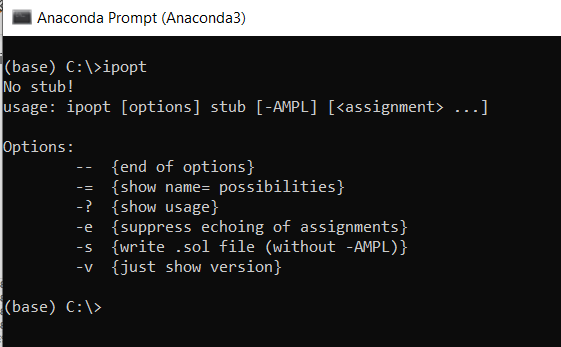 Anaconda Prompt (Anaconda3)
(base) C:\>ipopt
No stub!
usage: ipopt [options] stub [-AMPL] [<assignment> ...]
Options:
-- {end of options}
-= {show name= possibilities}
-? {show usage}
-e {suppress echoing of assignments}
-s {write .sol file (without -AMPL)}
-v {just show version}
(base) C:\>